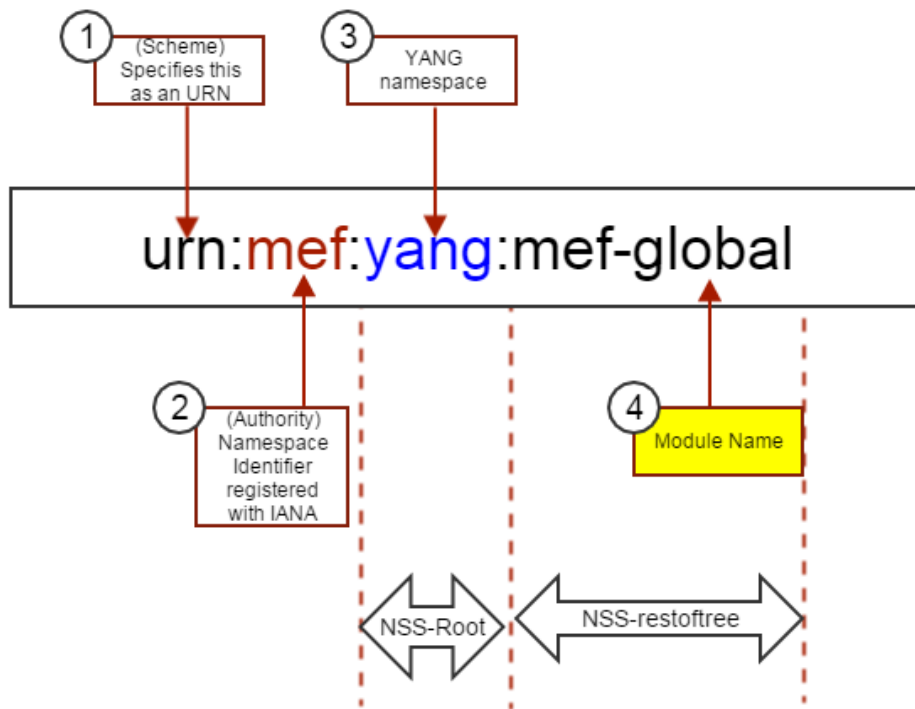 1
(Scheme)
Specifies this
as an URN
3
YANG
namespace
urn:mef:yang:mef-global
2
(Authority)
Namespace
Identifier
registered
with IANA
4
Module Name
NSS-Root
NSS-restoftree